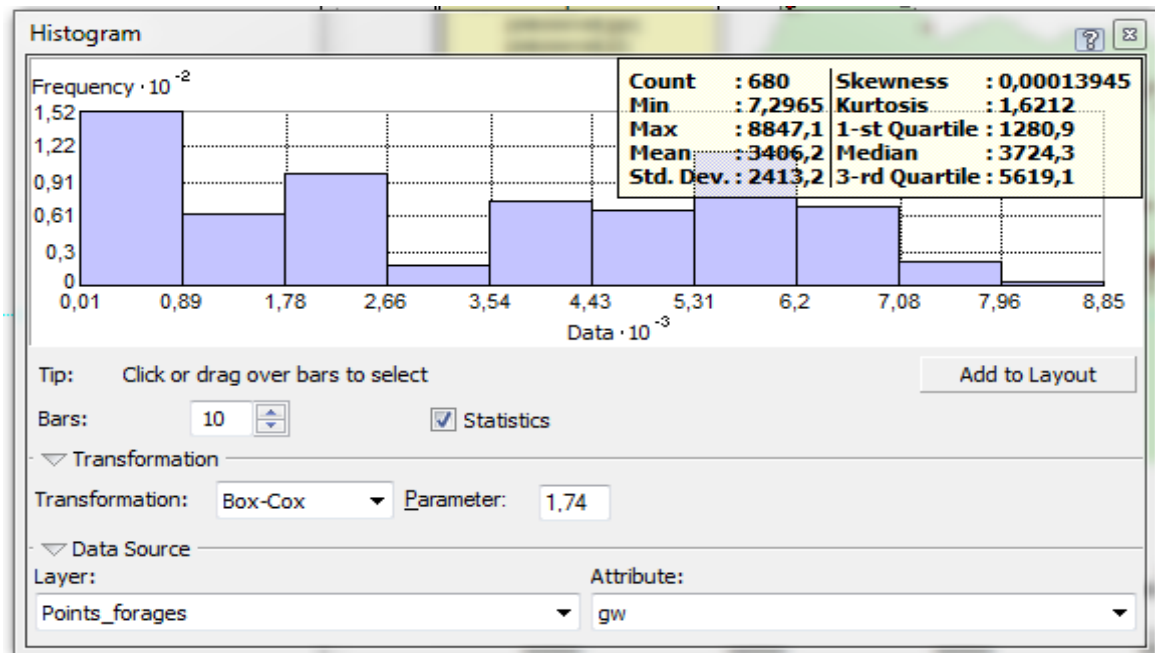 Histogram
Frequency · 10 -2
Count : 680 Skewness : 0,00013945
Min : 7,2965 Kurtosis : 1,6212
Max : 8847,1 1-st Quartile : 1280,9
Mean : 3406,2 Median : 3724,3
Std. Dev. : 2413,2 3-rd Quartile : 5619,1
1,52
1,22
0,91
0,61
0,3
0
0,01 0,89 1,78 2,66 3,54 4,43 5,31 6,2 7,08 7,96 8,85
Data · 10 -3
Tip: Click or drag over bars to select Add to Layout
Bars: 10 Statistics
Transformation
Transformation: Box-Cox Parameter: 1,74
Data Source
Layer: Attribute:
Points_forages gw